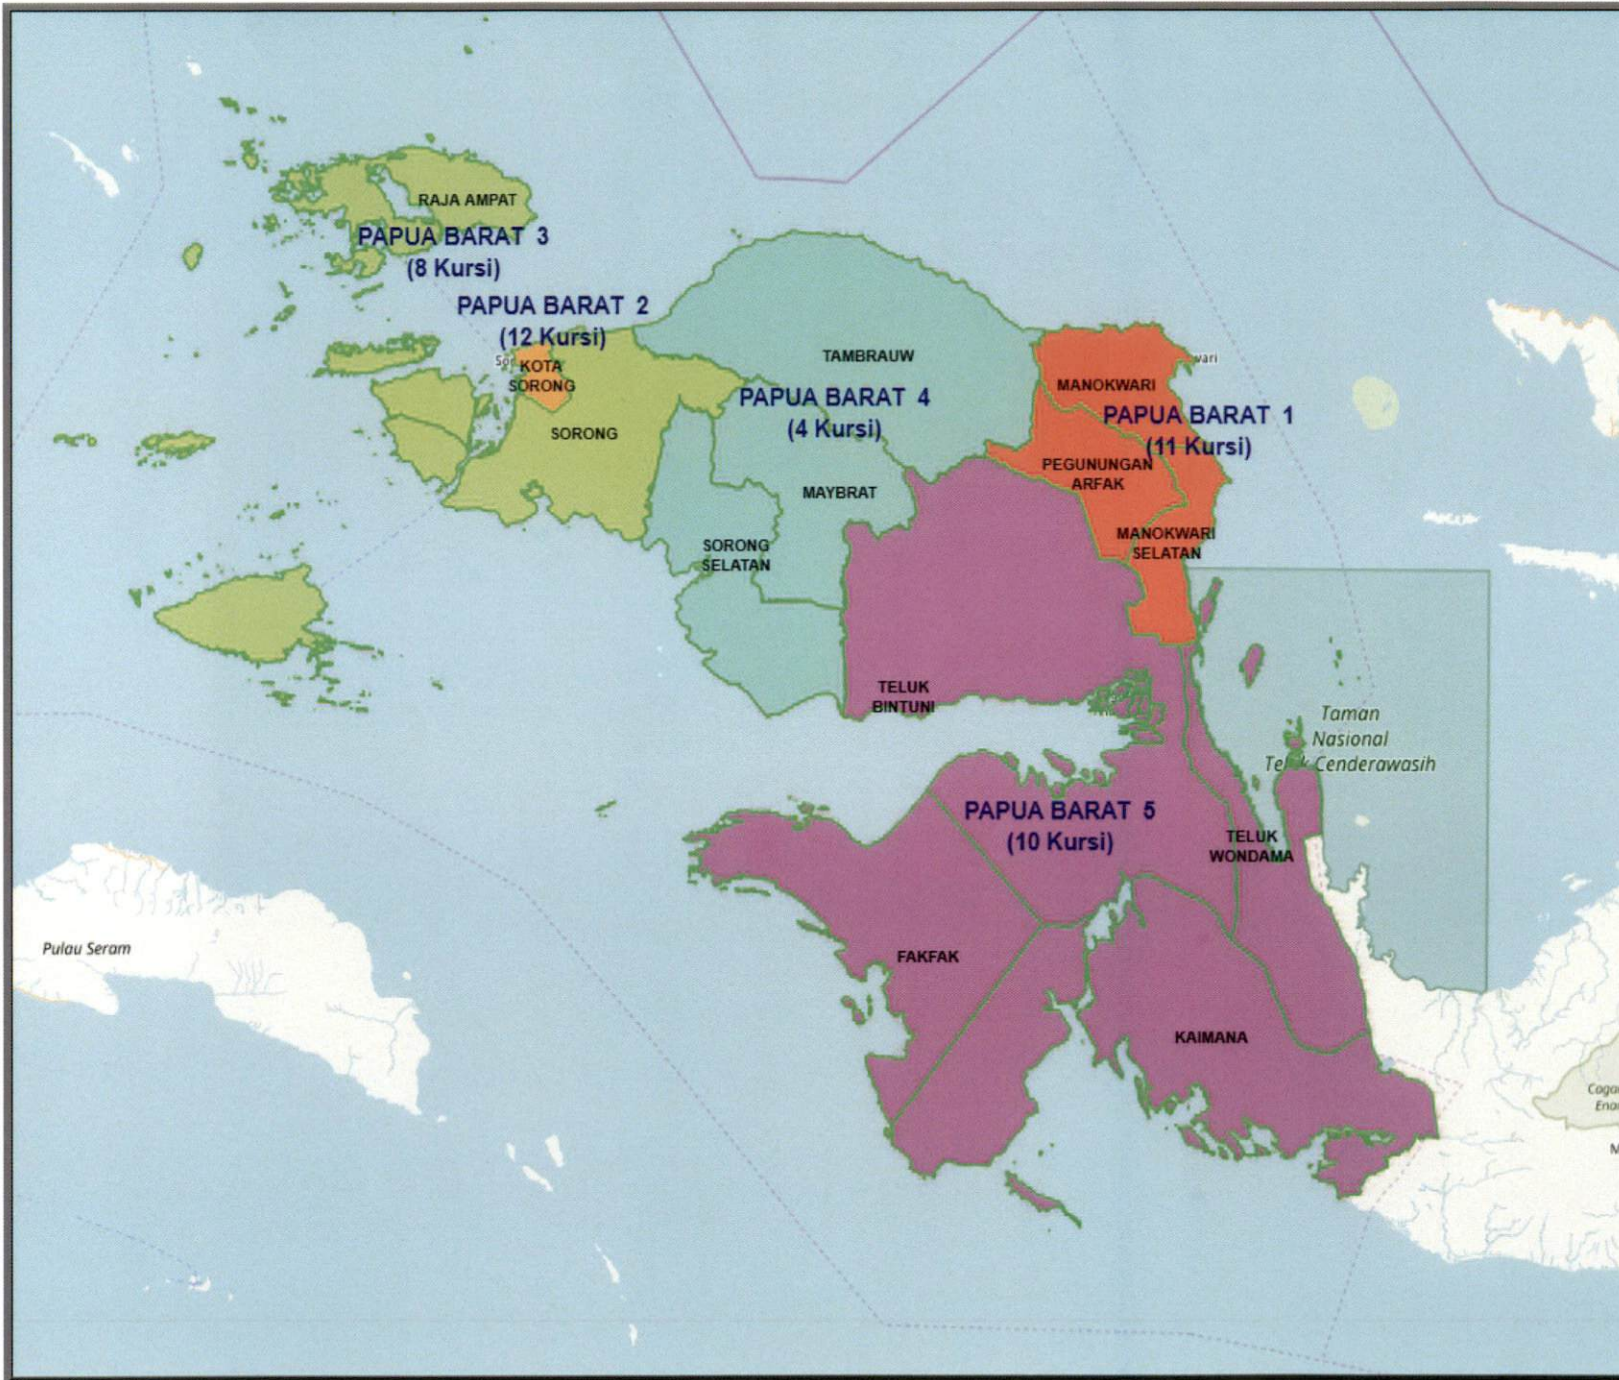 RAJA AMPAT
PAPUA BARAT 3
(8 Kursi)
PAPUA BARAT 2
(12 Kursi)
KOTA
SORONG
SORONG
TAMBRAUW
PAPUA BARAT 4
(4 Kursi)
MAYBRAT
SORONG
SELATAN
MANOKWARI
PAPUA BARAT 1
(11 Kursi)
PEGUNUNGAN
ARFAK
MANOKWARI
SELATAN
TELUK
BINTUNI
Taman
Nasional
Cenderawasih
PAPUA BARAT 5
(10 Kursi)
TELUK
WONDAMA
FAKFAK
Pulau Seram
KAIMANA